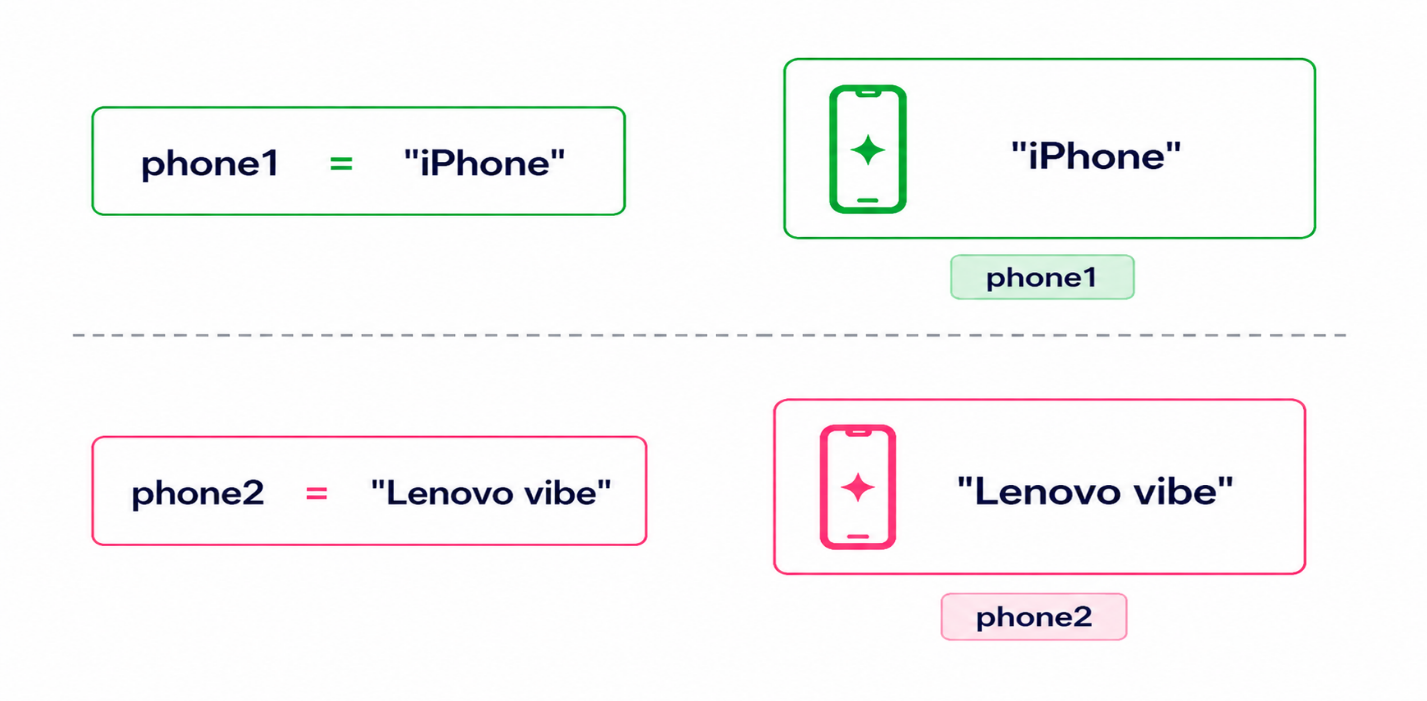 phone1 = "iPhone"
"iPhone"
phone1
phone2 = "Lenovo vibe"
"Lenovo vibe"
phone2